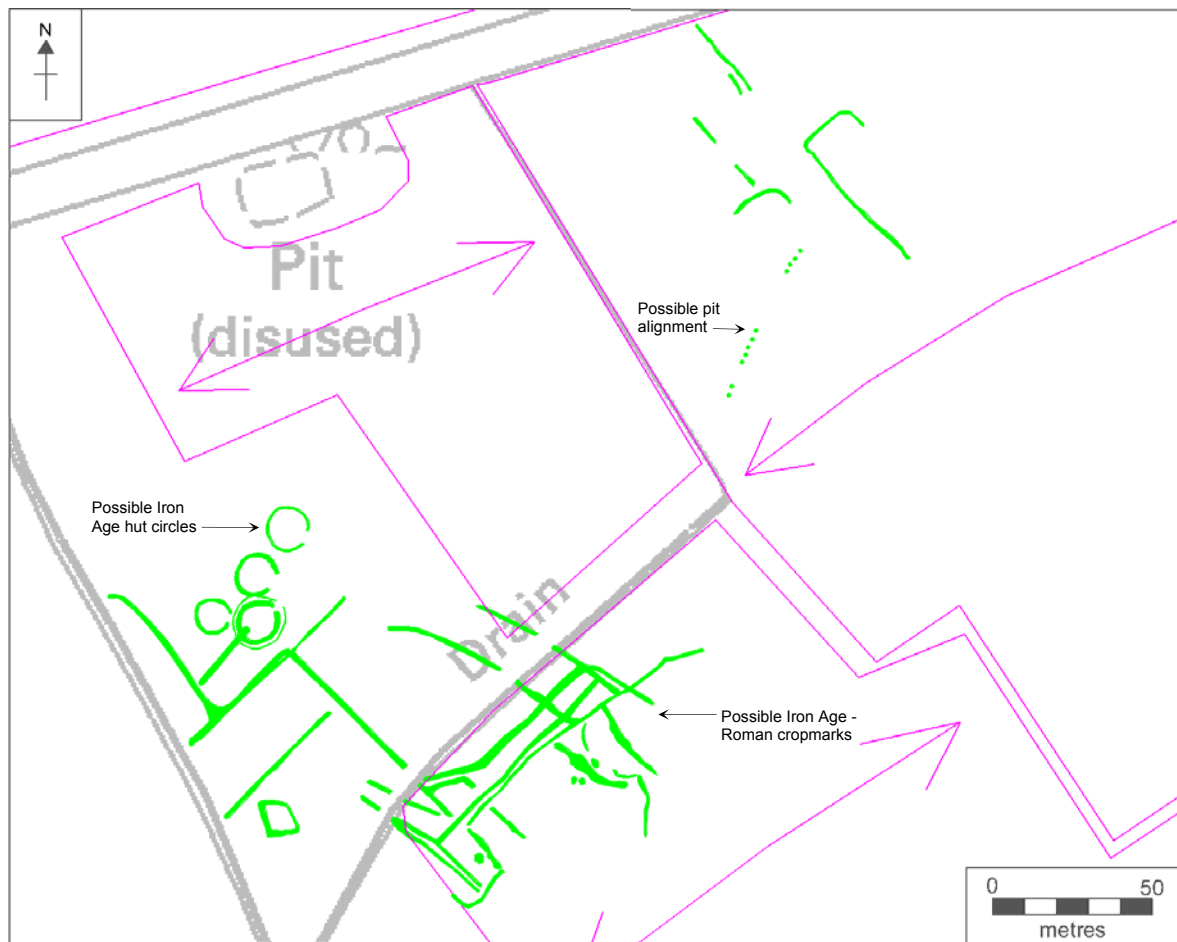 N
Pit
(disused)
Possible pit
alignment
Possible Iron
Age hut circles
Drain
Possible Iron Age -
Roman cropmarks
0 50
metres